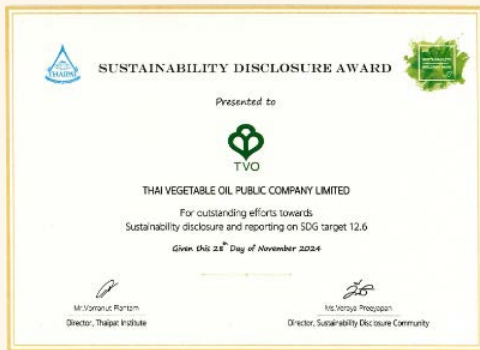 THAIPAT
SUSTAINABILITY DISCLOSURE AWARD
Presented to
TVO
THAI VEGETABLE OIL PUBLIC COMPANY LIMITED
For outstanding efforts towards
Sustainability disclosure and reporting on SDG target 12.6
Given this 28th Day of November 2024
Mr.Vorranut Piantam
Director, Thaipat Institute
Ms.Veraya Preeyapan
Director, Sustainability Disclosure Community